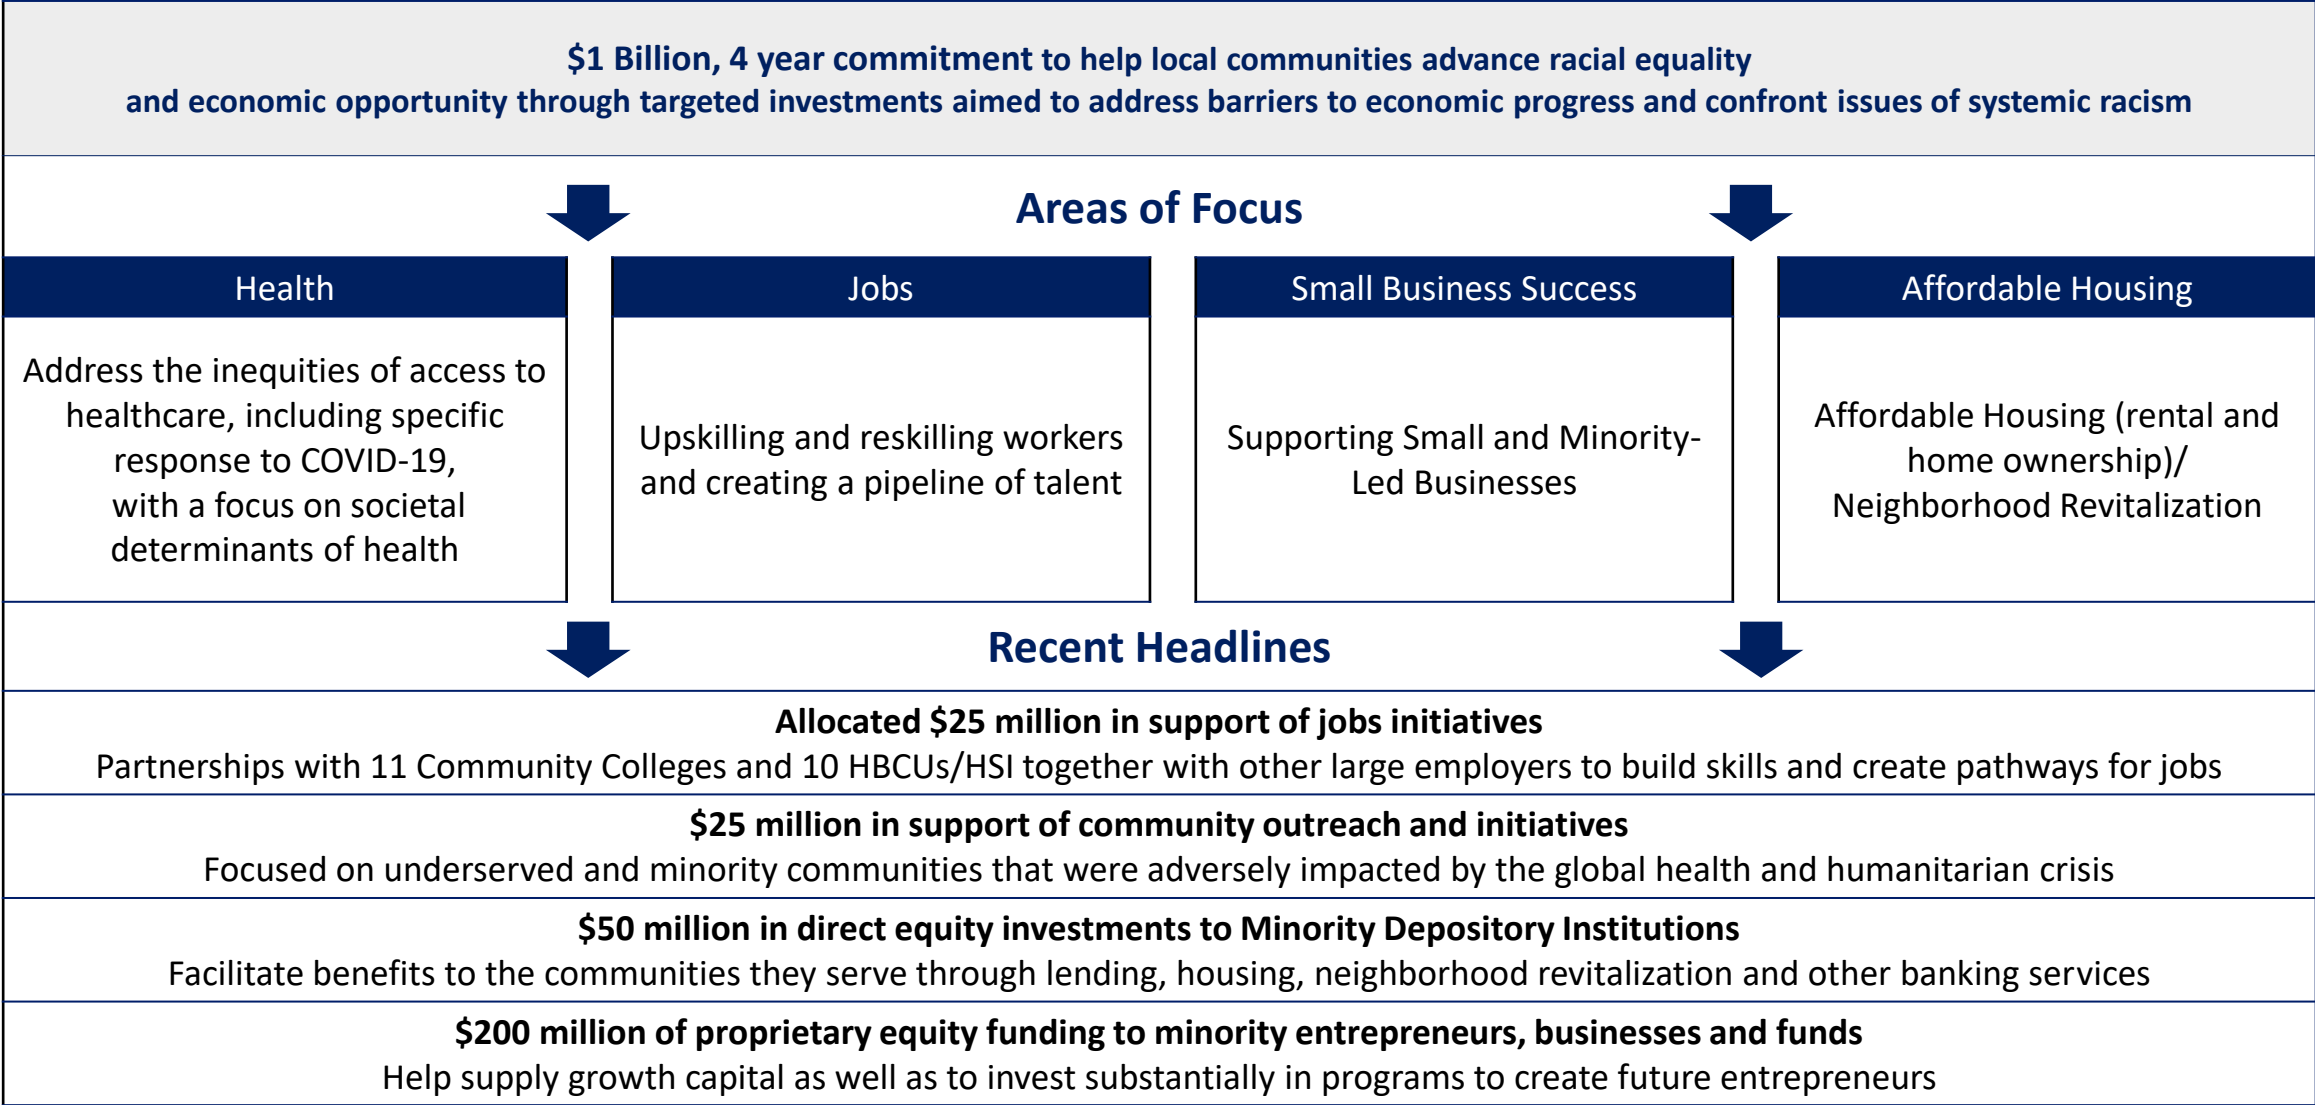 $1 Billion, 4 year commitment to help local communities advance racial equality
and economic opportunity through targeted investments aimed to address barriers to economic progress and confront issues of systemic racism
Areas of Focus
Health
Address the inequities of access to
healthcare, including specific
response to COVID-19,
with a focus on societal
determinants of health
Jobs
Upskilling and reskilling workers
and creating a pipeline of talent
Small Business Success
Supporting Small and Minority-
Led Businesses
Affordable Housing
Affordable Housing (rental and
home ownership)/
Neighborhood Revitalization
Recent Headlines
Allocated $25 million in support of jobs initiatives
Partnerships with 11 Community Colleges and 10 HBCUs/HSI together with other large employers to build skills and create pathways for jobs
$25 million in support of community outreach and initiatives
Focused on underserved and minority communities that were adversely impacted by the global health and humanitarian crisis
$50 million in direct equity investments to Minority Depository Institutions
Facilitate benefits to the communities they serve through lending, housing, neighborhood revitalization and other banking services
$200 million of proprietary equity funding to minority entrepreneurs, businesses and funds
Help supply growth capital as well as to invest substantially in programs to create future entrepreneurs